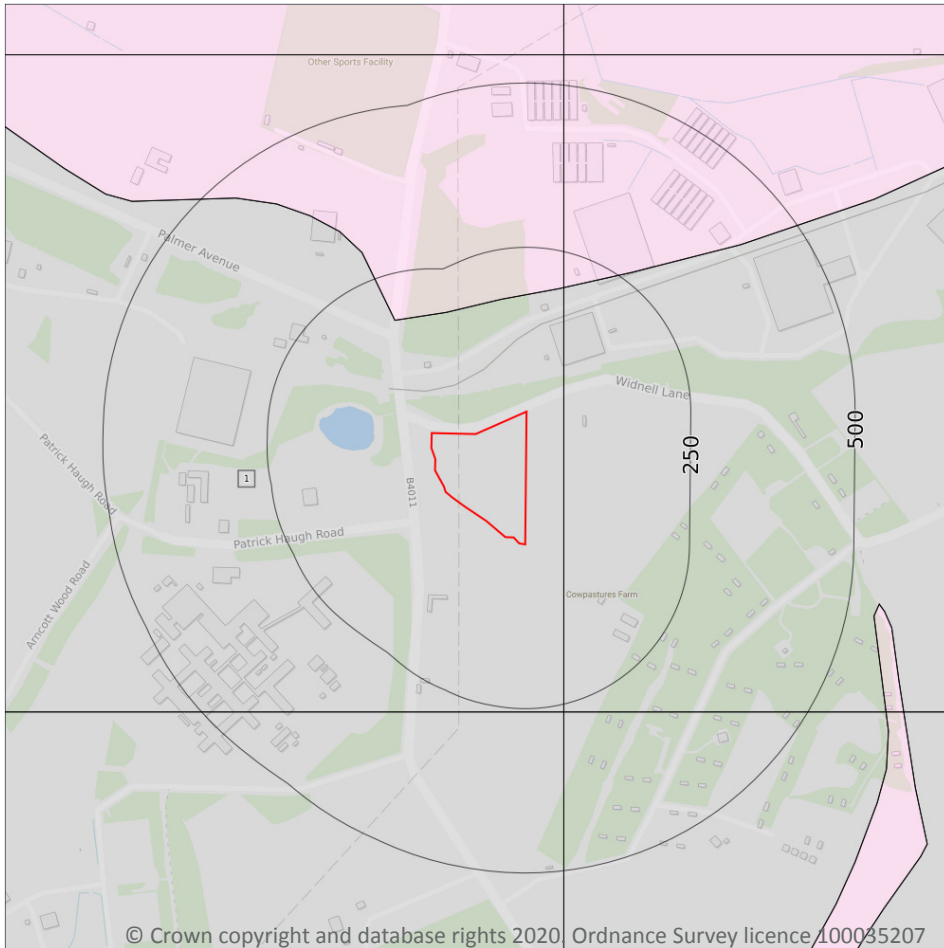 Other Sports Facility
Palmer Avenue
Widnell Lane
500
250
Patrick Haugh Road
1
B4011
Patrick Haugh Road
Arncott Wood Road
Cowpastures Farm
© Crown copyright and database rights 2020. Ordnance Survey licence 100035207